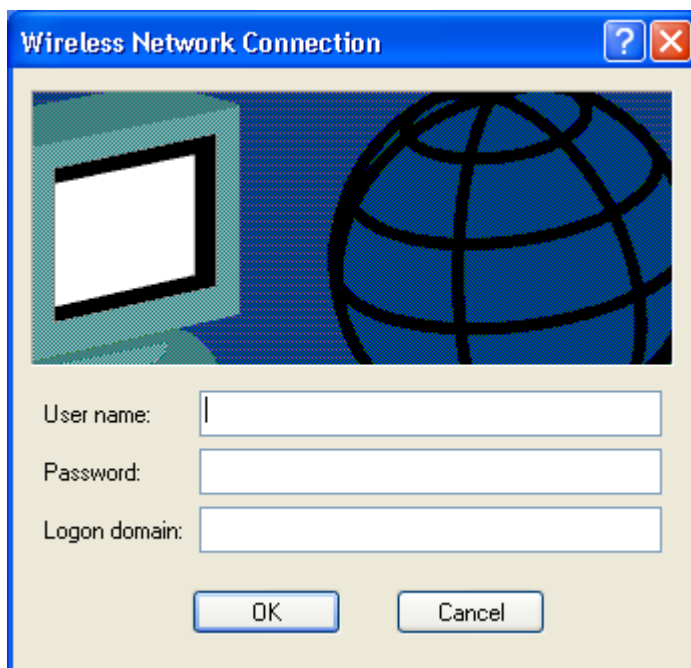 Wireless Network Connection
User name:
Password:
Logon domain:
OK Cancel